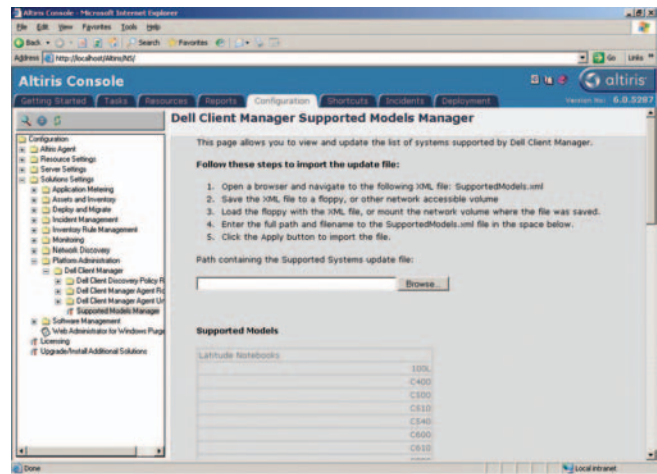 Altiris Console - Microsoft Internet Explorer
File Edit View Favorites Tools Help
Back Search Favorites
Address http://localhost/Altiris/NS/ Go Links »
Altiris Console altiris
Getting Started Tasks Resources Reports Configuration Shortcuts Incidents Deployment Version No: 6.0.5287
Dell Client Manager Supported Models Manager
Configuration
Altiris Agent
Resource Settings
Server Settings
Solutions Settings
Application Metering
Assets and Inventory
Deploy and Migrate
Incident Management
Inventory Rule Management
Monitoring
Network Discovery
Platform Administration
Dell Client Manager
Dell Client Discovery Policy R
Dell Client Manager Agent Ro
Dell Client Manager Agent Un
Supported Models Manager
Software Management
Web Administrator for Windows Page
Licensing
Upgrade/Install Additional Solutions
This page allows you to view and update the list of systems supported by Dell Client Manager.
Follow these steps to import the update file:
1. Open a browser and navigate to the following XML file: SupportedModels.xml
2. Save the XML file to a floppy, or other network accessible volume
3. Load the floppy with the XML file, or mount the network volume where the file was saved.
4. Enter the full path and filename to the SupportedModels.xml file in the space below.
5. Click the Apply button to import the file.
Path containing the Supported Systems update file:
Browse...
Supported Models
Latitude Notebooks
100L
C400
C500
C510
C540
C600
C610
Done Local intranet